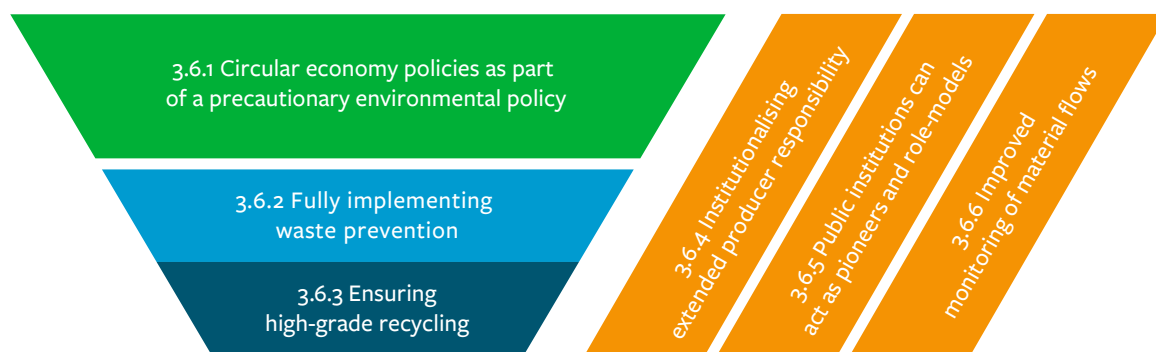 3.6.1 Circular economy policies as part
of a precautionary environmental policy
3.6.2 Fully implementing
waste prevention
3.6.3 Ensuring
high-grade recycling
3.6.4 Institutionalising
extended producer responsibility
3.6.5 Public institutions can
act as pioneers and role-models
3.6.6 Improved
monitoring of material flows